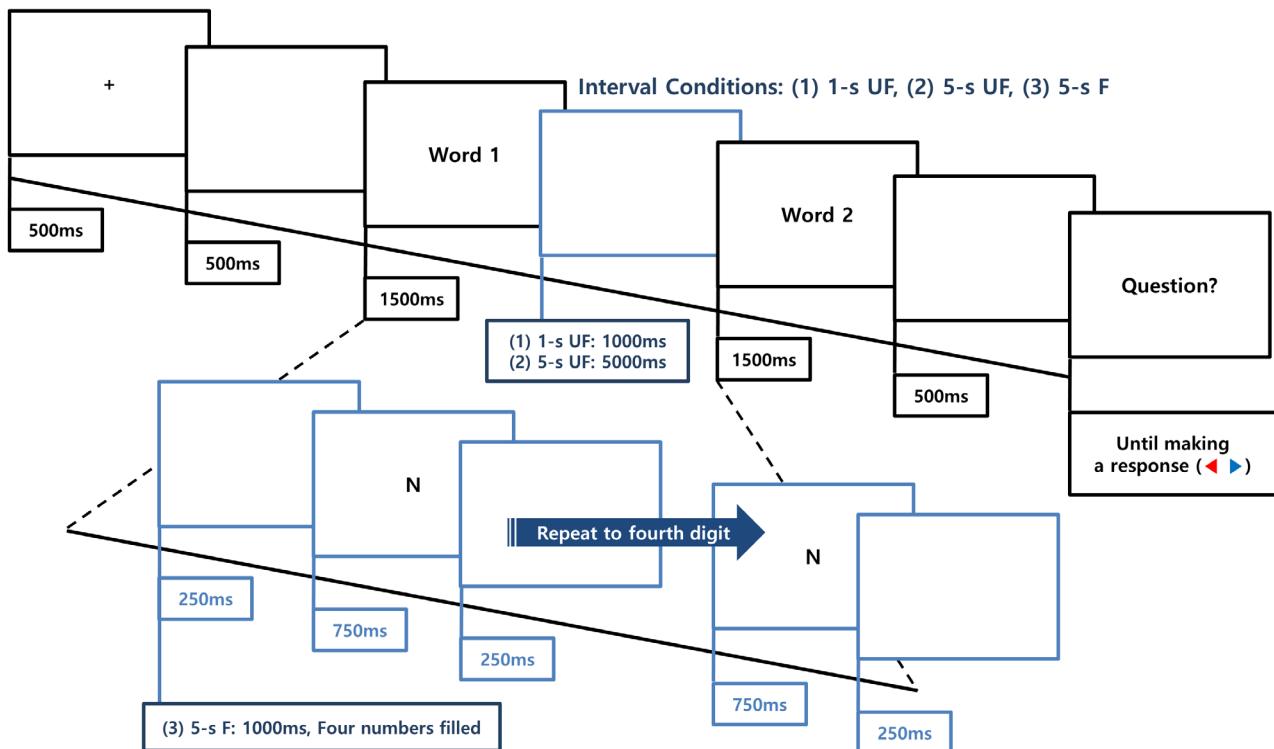 +
Interval Conditions: (1) 1-s UF, (2) 5-s UF, (3) 5-s F
Word 1
Word 2
Question?
500ms
500ms
1500ms
(1) 1-s UF: 1000ms
(2) 5-s UF: 5000ms
1500ms
500ms
Until making
a response ( ◀ ▶ )
N
Repeat to fourth digit
N
250ms
750ms
250ms
750ms
250ms
(3) 5-s F: 1000ms, Four numbers filled